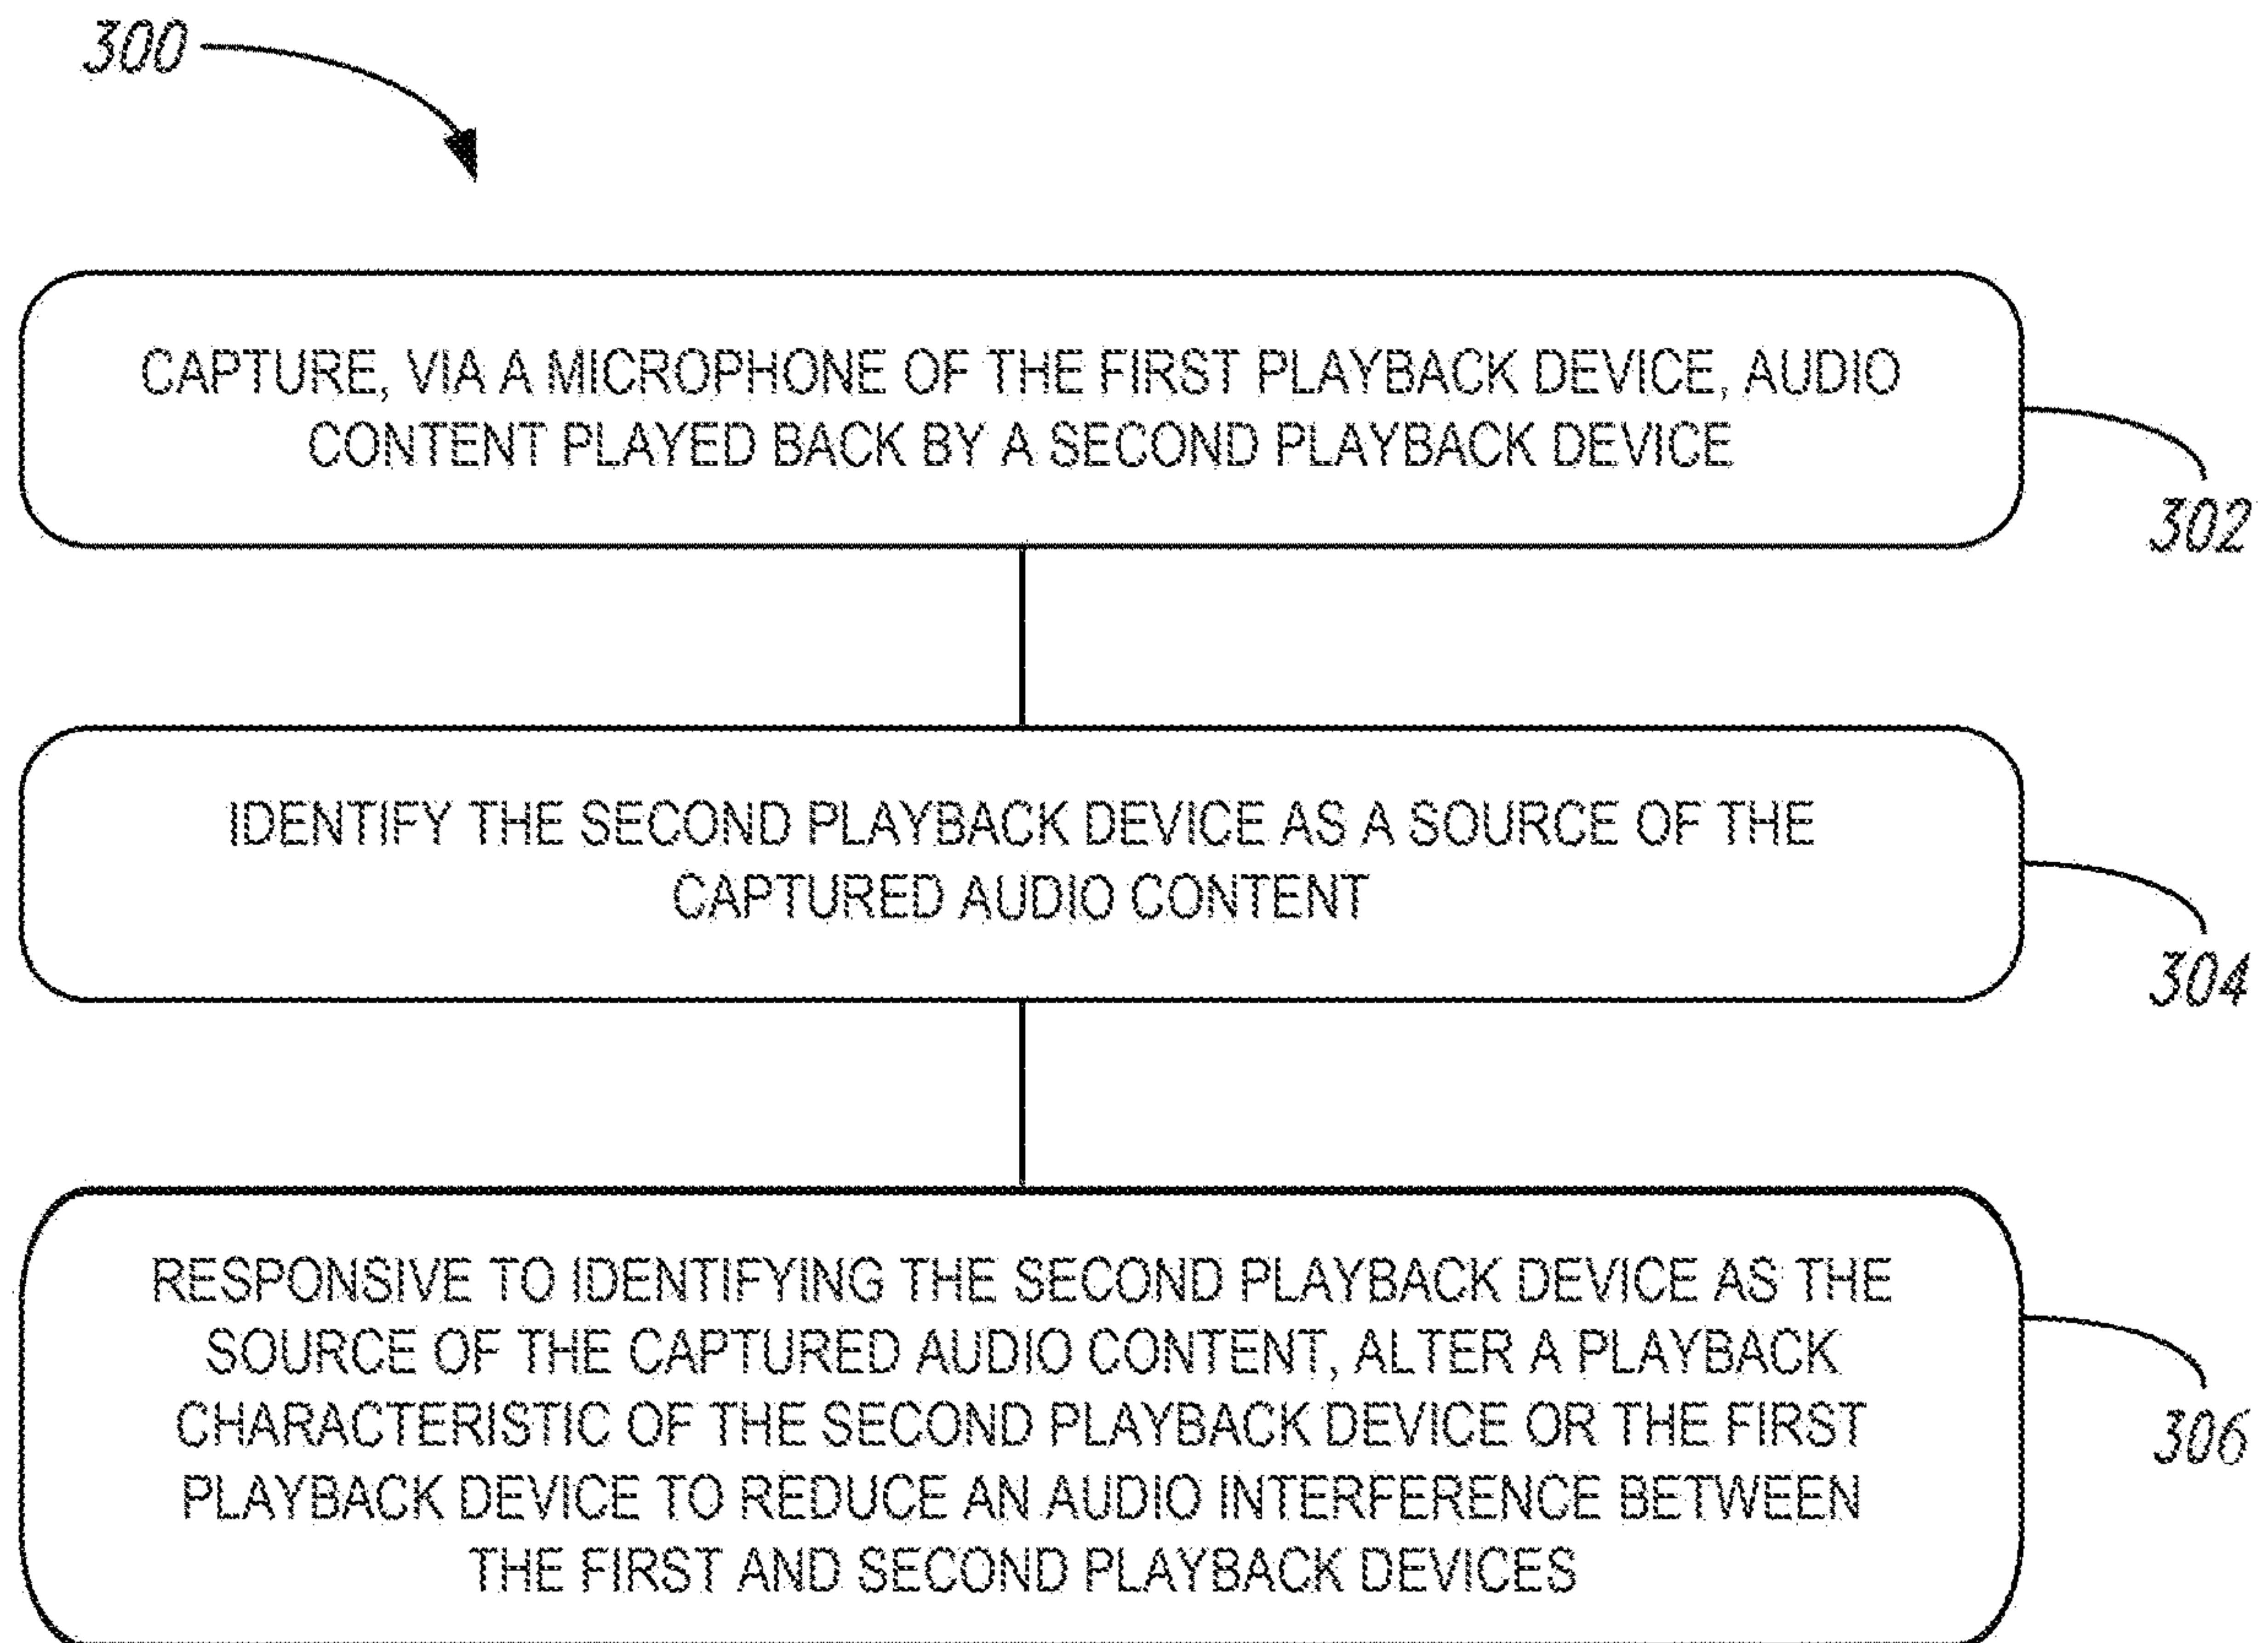 300
CAPTURE, VIA A MICROPHONE OF THE FIRST PLAYBACK DEVICE, AUDIO
CONTENT PLAYED BACK BY A SECOND PLAYBACK DEVICE
302
IDENTIFY THE SECOND PLAYBACK DEVICE AS A SOURCE OF THE
CAPTURED AUDIO CONTENT
304
RESPONSIVE TO IDENTIFYING THE SECOND PLAYBACK DEVICE AS THE
SOURCE OF THE CAPTURED AUDIO CONTENT, ALTER A PLAYBACK
CHARACTERISTIC OF THE SECOND PLAYBACK DEVICE OR THE FIRST
PLAYBACK DEVICE TO REDUCE AN AUDIO INTERFERENCE BETWEEN
THE FIRST AND SECOND PLAYBACK DEVICES
306